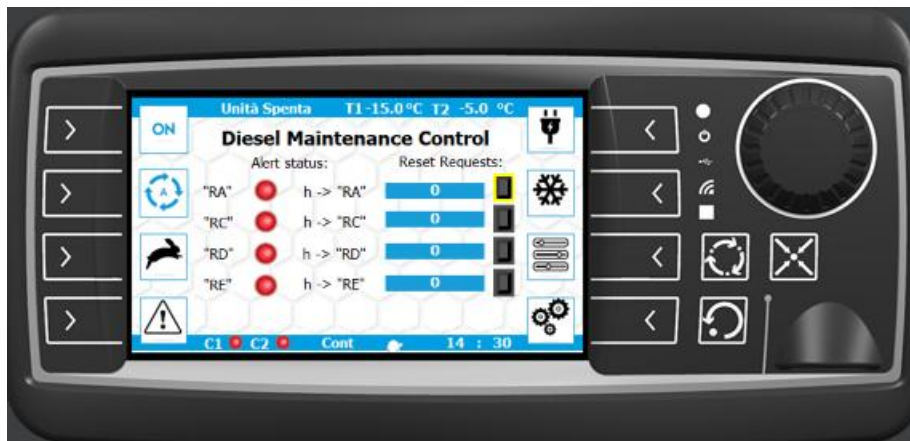 Unità Spenta T1 -15.0 °C T2 -5.0 °C
ON
Diesel Maintenance Control
Alert status: Reset Requests:
A
"RA" h -> "RA" 0
"RC" h -> "RC" 0
"RD" h -> "RD" 0
"RE" h -> "RE" 0
C1 C2 Cont 14 : 30